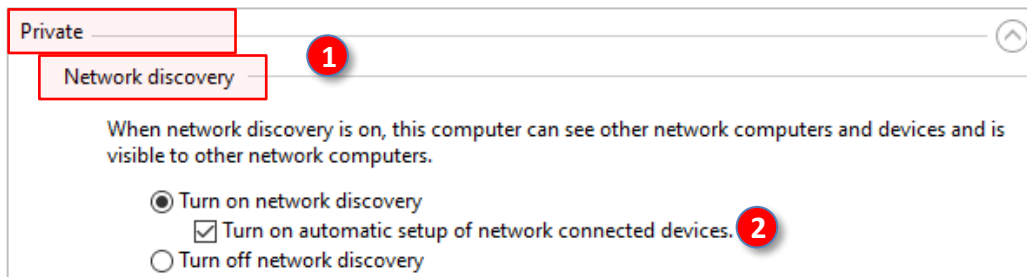 Private
1
Network discovery
When network discovery is on, this computer can see other network computers and devices and is
visible to other network computers.
Turn on network discovery
Turn on automatic setup of network connected devices.
2
Turn off network discovery